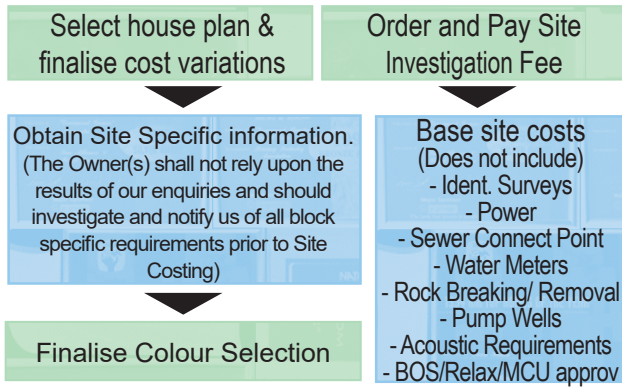 Select house plan &
finalise cost variations
Order and Pay Site
Investigation Fee
Obtain Site Specific information.
(The Owner(s) shall not rely upon the
results of our enquiries and should
investigate and notify us of all block
specific requirements prior to Site
Costing)
Base site costs
(Does not include)
- Ident. Surveys
- Power
- Sewer Connect Point
- Water Meters
- Rock Breaking/ Removal
- Pump Wells
- Acoustic Requirements
- BOS/Relax/MCU approv
Finalise Colour Selection